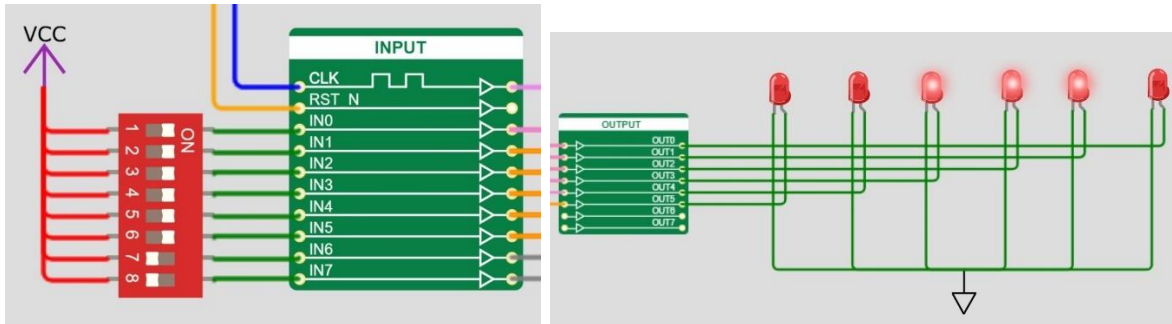 VCC
ON
1
2
3
4
5
6
7
8
INPUT
CLK
RST_N
IN0
IN1
IN2
IN3
IN4
IN5
IN6
IN7
OUTPUT
OUT0
OUT1
OUT2
OUT3
OUT4
OUT5
OUT6
OUT7